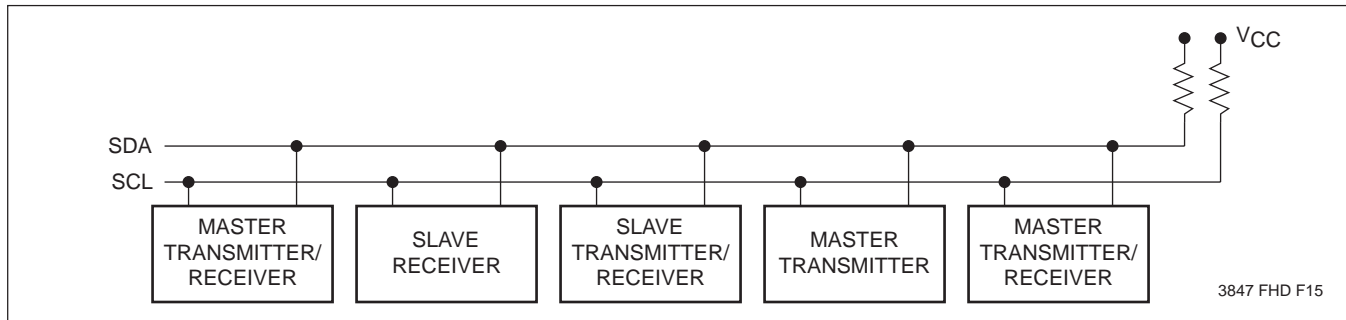 VCC
SDA
SCL
MASTER
TRANSMITTER/
RECEIVER
SLAVE
RECEIVER
SLAVE
TRANSMITTER/
RECEIVER
MASTER
TRANSMITTER
MASTER
TRANSMITTER/
RECEIVER
3847 FHD F15